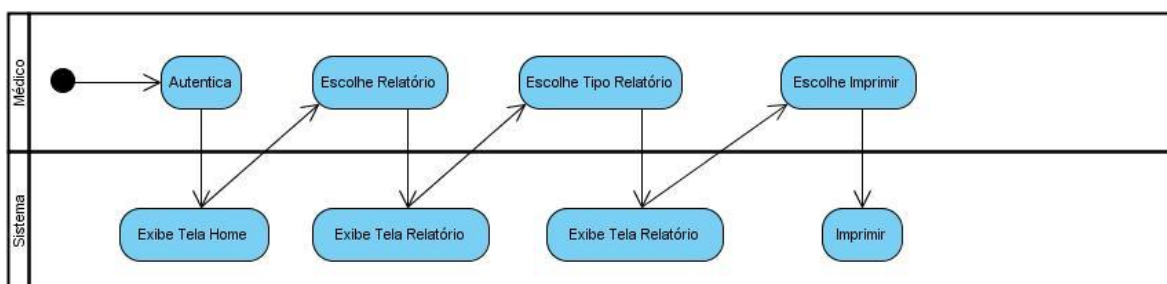 Médico
Autentica
Escolhe Relatório
Escolhe Tipo Relatório
Escolhe Imprimir
Sistema
Exibe Tela Home
Exibe Tela Relatório
Exibe Tela Relatório
Imprimir